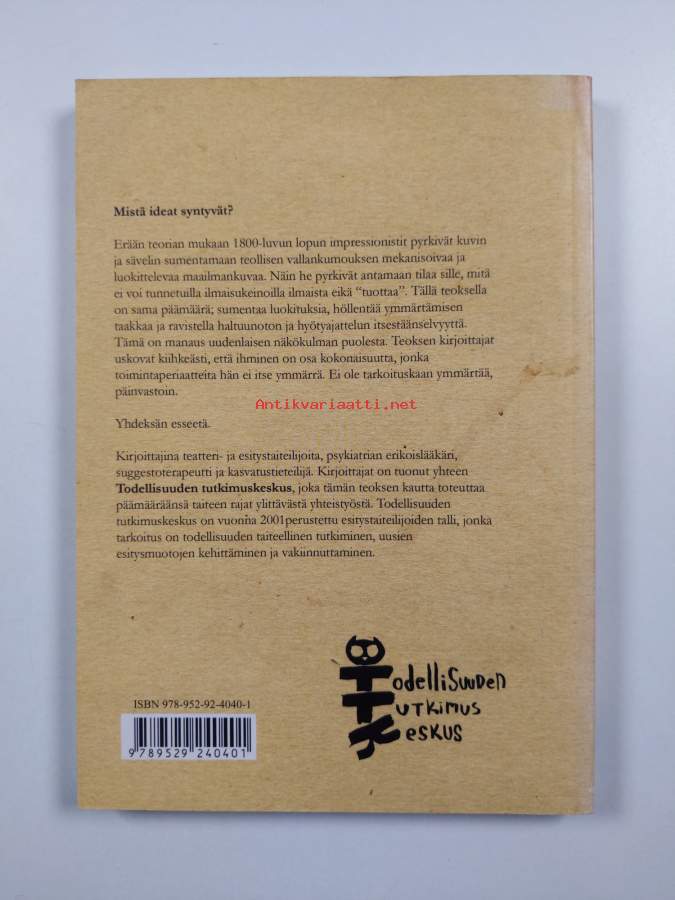 Mistä ideat syntyvät?
Erään teorian mukaan 1800-luvun lopun impressionistit pyrkivät kuvin
ja sävelin sumentamaan teollisen vallankumouksen mekanisoivaa ja
luokittelevaa maailmankuvaa. Näin he pyrkivät antamaan tilaa sille, mitä
ei voi tunnetuilla ilmaisukeinoilla ilmaista eikä “tuottaa”. Tällä teoksella
on sama päämäärä; sumentaa luokituksia, höllentää ymmärtämisen
taakkaa ja ravistella haltuunoton ja hyötyajattelun itsestäänselvyyttä.
Tämä on manaus uudenlaisen näkökulman puolesta. Teoksen kirjoittajat
uskovat kiihkeästi, että ihminen on osa kokonaisuutta, jonka
toimintaperiaatteita hän ei itse ymmärrä. Ei ole tarkoituskaan ymmärtää,
päinvastoin.
Antikvariaatti.net
Yhdeksän esseetä.
Kirjoittajina teatteri- ja esitystaiteilijoita, psykiatrian erikoislääkäri,
suggestoterapeutti ja kasvatustieteilijä. Kirjoittajat on tuonut yhteen
Todellisuuden tutkimuskeskus, joka tämän teoksen kautta toteuttaa
päämääräänsä taiteen rajat ylittävästä yhteistyöstä. Todellisuuden
tutkimuskeskus on vuonna 2001perustettu esitystaiteilijoiden talli, jonka
tarkoitus on todellisuuden taiteellinen tutkiminen, uusien
esitysmuotojen kehittäminen ja vakiinnuttaminen.
TodelliSuuden
TUTKIMUS
KESKUS
ISBN 978-952-92-4040-1
9 789529 240401